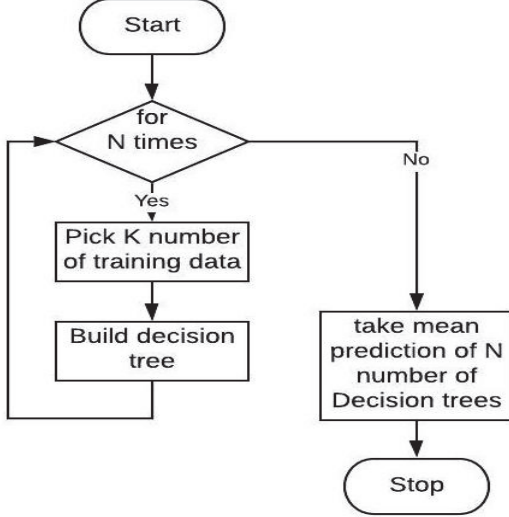 Start
for
N times
No
Yes
Pick K number
of training data
Build decision
tree
take mean
prediction of N
number of
Decision trees
Stop